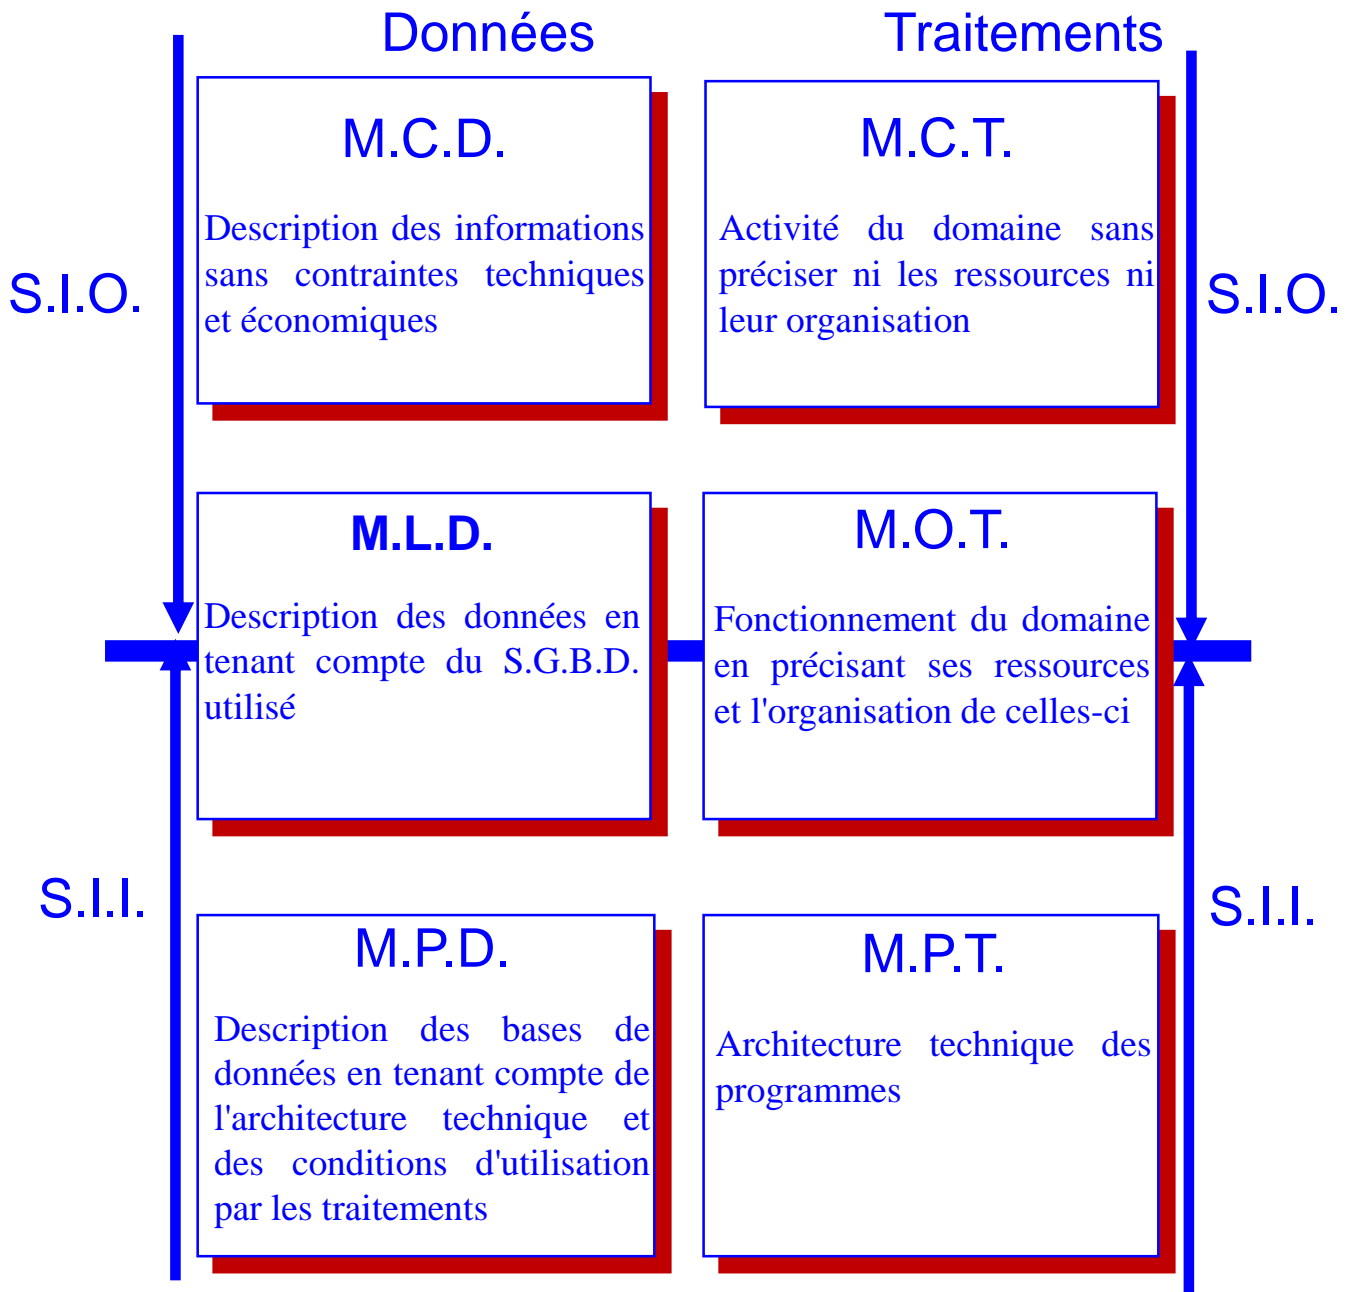 Données
Traitements
M.C.D.
Description des informations
sans contraintes techniques
et économiques
M.C.T.
Activité du domaine sans
préciser ni les ressources ni
leur organisation
S.I.O.
S.I.O.
M.L.D.
Description des données en
tenant compte du S.G.B.D.
utilisé
M.O.T.
Fonctionnement du domaine
en précisant ses ressources
et l'organisation de celles-ci
S.I.I.
S.I.I.
M.P.D.
Description des bases de
données en tenant compte de
l'architecture technique et
des conditions d'utilisation
par les traitements
M.P.T.
Architecture technique des
programmes